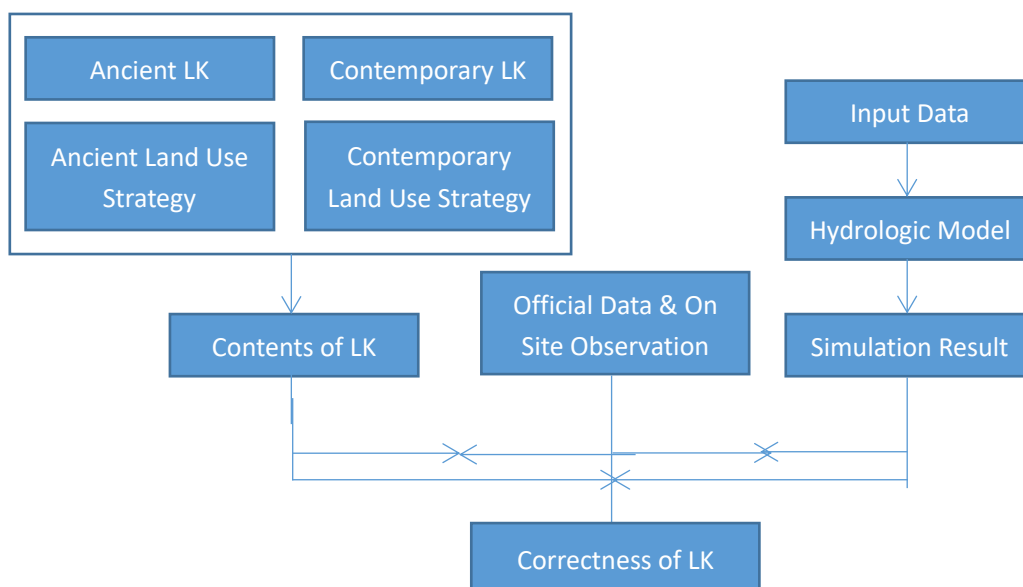 Ancient LK
Contemporary LK
Ancient Land Use
Strategy
Contemporary
Land Use Strategy
Input Data
Hydrologic Model
Contents of LK
Official Data & On
Site Observation
Simulation Result
Correctness of LK